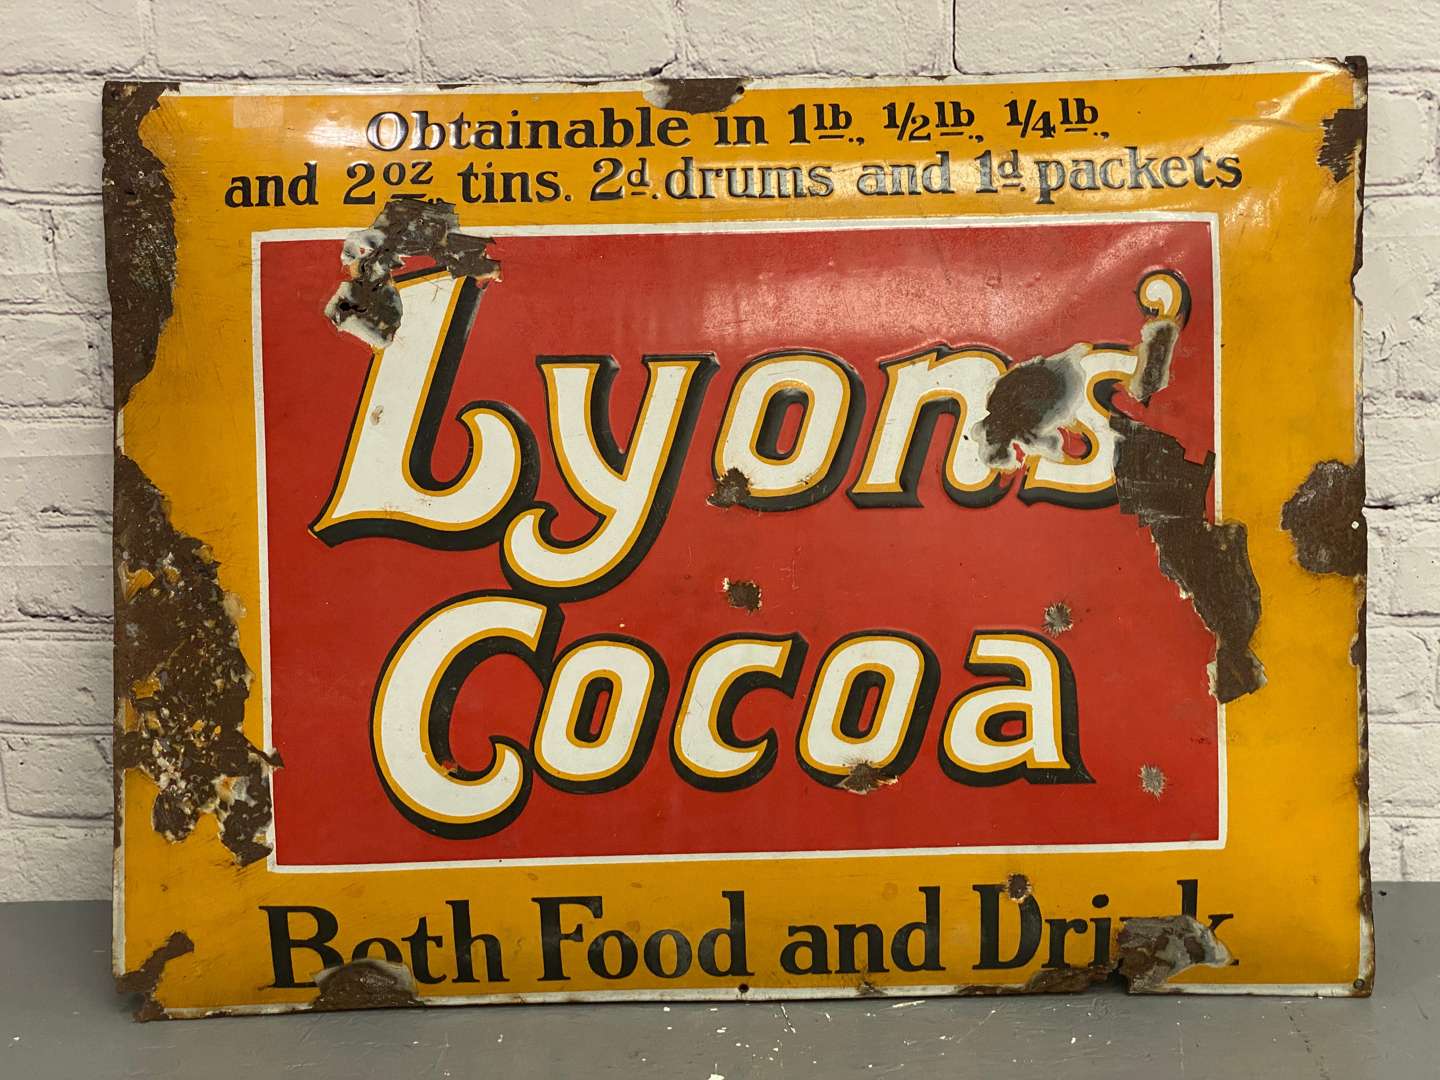 Obtainable in 1lb., 1/2lb., 1/4lb.,
and 2oz., tins. 2d. drums and 1d. packets
Lyons'
Cocoa
Both Food and Drink